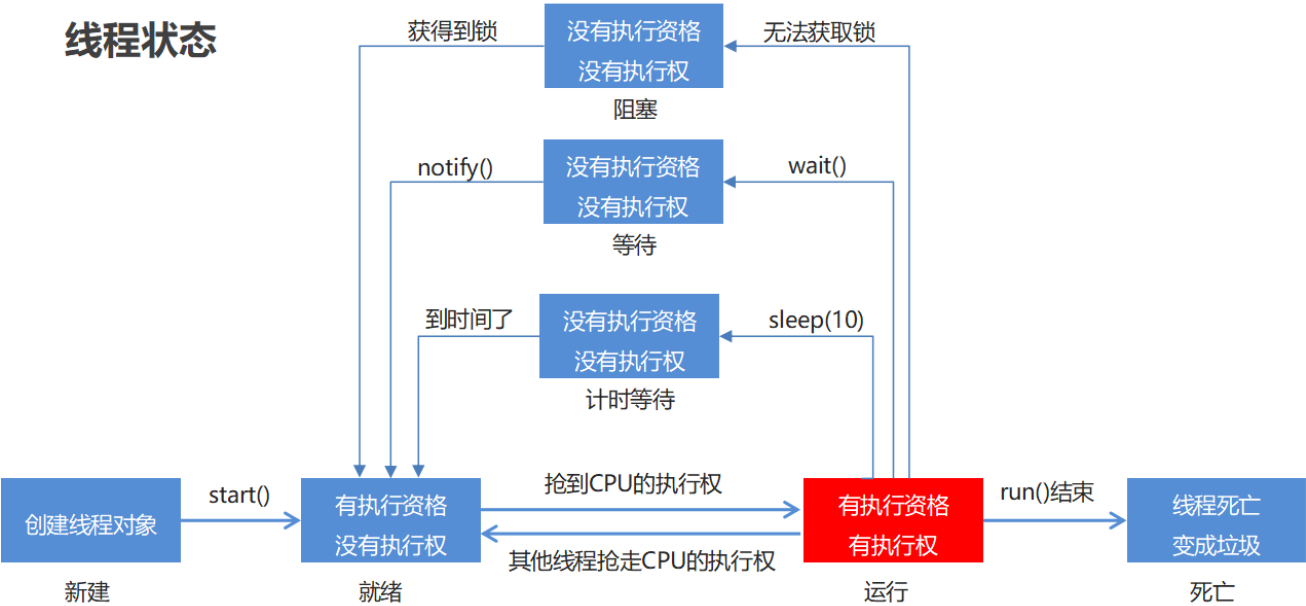 线程状态
获得到锁
没有执行资格
没有执行权
无法获取锁
阻塞
notify()
没有执行资格
没有执行权
wait()
等待
到时间了
没有执行资格
没有执行权
sleep(10)
计时等待
创建线程对象
新建
start()
有执行资格
没有执行权
就绪
抢到CPU的执行权
其他线程抢走CPU的执行权
有执行资格
有执行权
运行
run()结束
线程死亡
变成垃圾
死亡